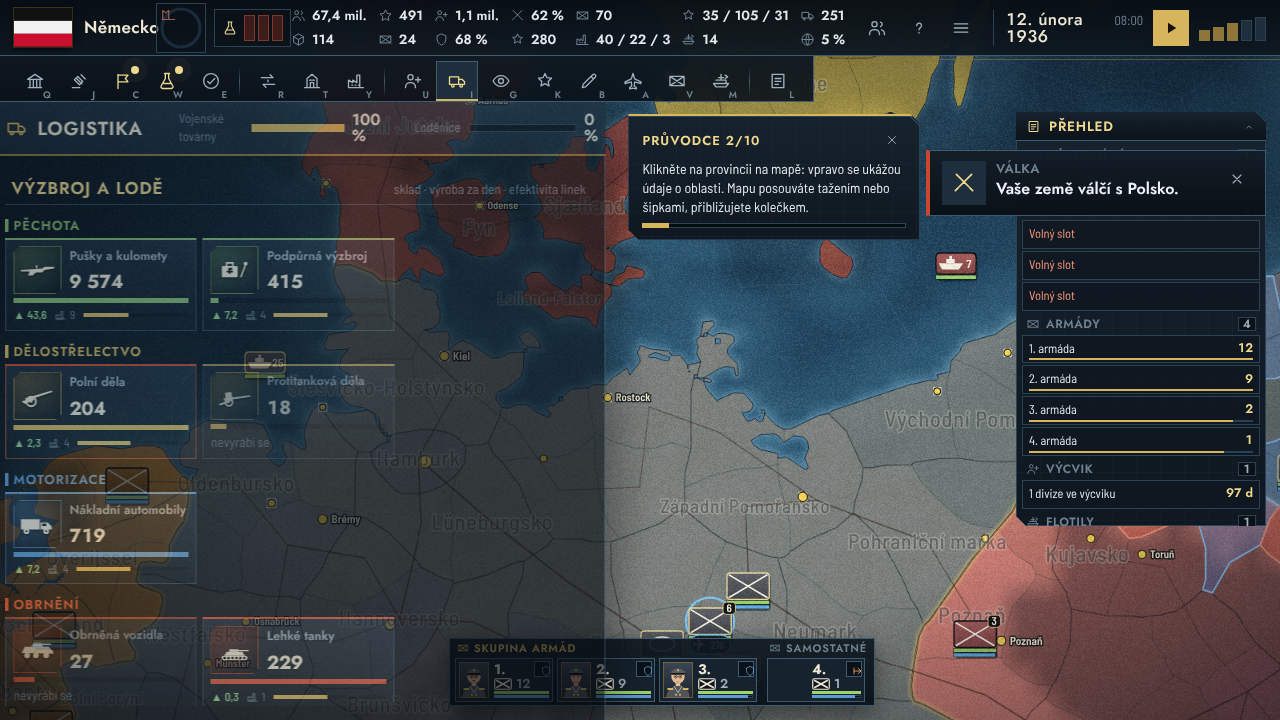 Německo
67,4 mil.
491
1,1 mil.
62 %
70
35 / 105 / 31
251
114
24
68 %
280
40 / 22 / 3
14
5 %
?
12. února
1936
08:00
Q
J
C
W
E
R
T
Y
U
I
G
K
B
A
V
M
L
LOGISTIKA
Vojenské
továrny
100
%
Loděnice
0
%
VÝZBROJ A LODĚ
sklad · výroba za den · efektivita linek
PĚCHOTA
Pušky a kulomety
9 574
▲ 43,6
9
Podpůrná výzbroj
415
▲ 7,2
4
DĚLOSTŘELECTVO
Polní děla
204
▲ 2,3
4
Protitanková děla
18
nevyrábí se
MOTORIZACE
Nákladní automobily
719
▲ 7,2
4
OBRNĚNÍ
Obrněná vozidla
27
nevyrábí se
Lehké tanky
229
▲ 0,3
1
PRŮVODCE 2/10
Klikněte na provincii na mapě: vpravo se ukážou
údaje o oblasti. Mapu posouváte tažením nebo
šipkami, přibližujete kolečkem.
PŘEHLED
VÁLKA
Vaše země válčí s Polsko.
Volný slot
Volný slot
Volný slot
ARMÁDY
4
1. armáda
12
2. armáda
9
3. armáda
2
4. armáda
1
VÝCVIK
1
1 divize ve výcviku
97 d
FLOTILY
1
Odense
Fyn
Sjælland
Lolland-Falster
Kiel
25
7
Šlesvicko-Holštýnsko
Rostock
Hamburk
Oldenbursko
Brémy
Lüneburgsko
Overijssel
Hannoversko
Osnabrück
Münster
Brunšvicko
Západní Pomořansko
Východní Pom
Pohraniční marka
Kujavsko
Toruň
Poznaň
Poznaň
3
Neumark
6
SKUPINA ARMÁD
SAMOSTATNÉ
1.
12
2.
9
3.
2
4.
1